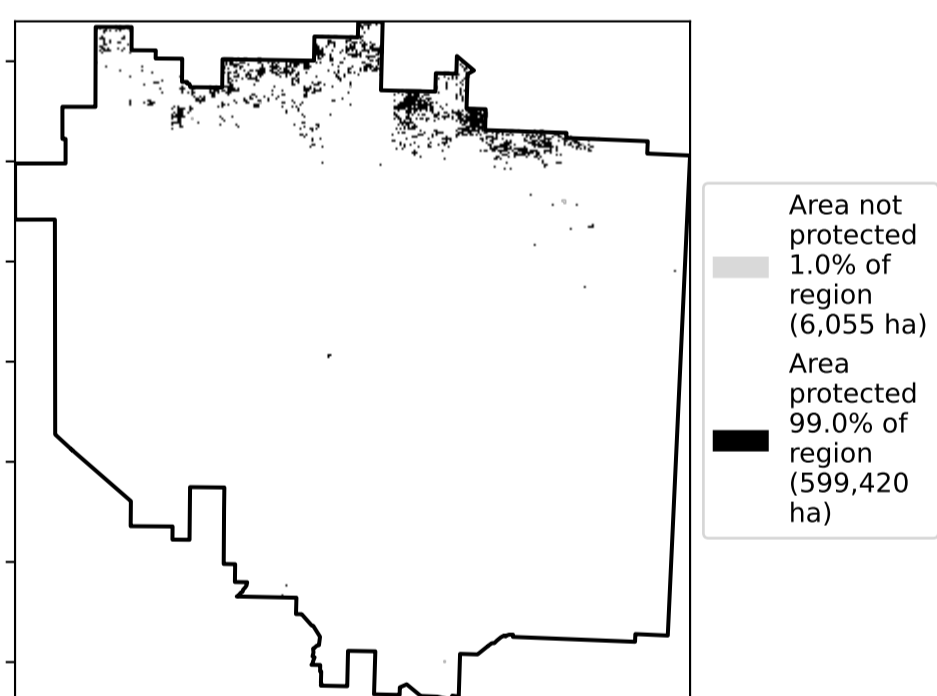 Area not
protected
1.0% of
region
(6,055 ha)
Area
protected
99.0% of
region
(599,420
ha)